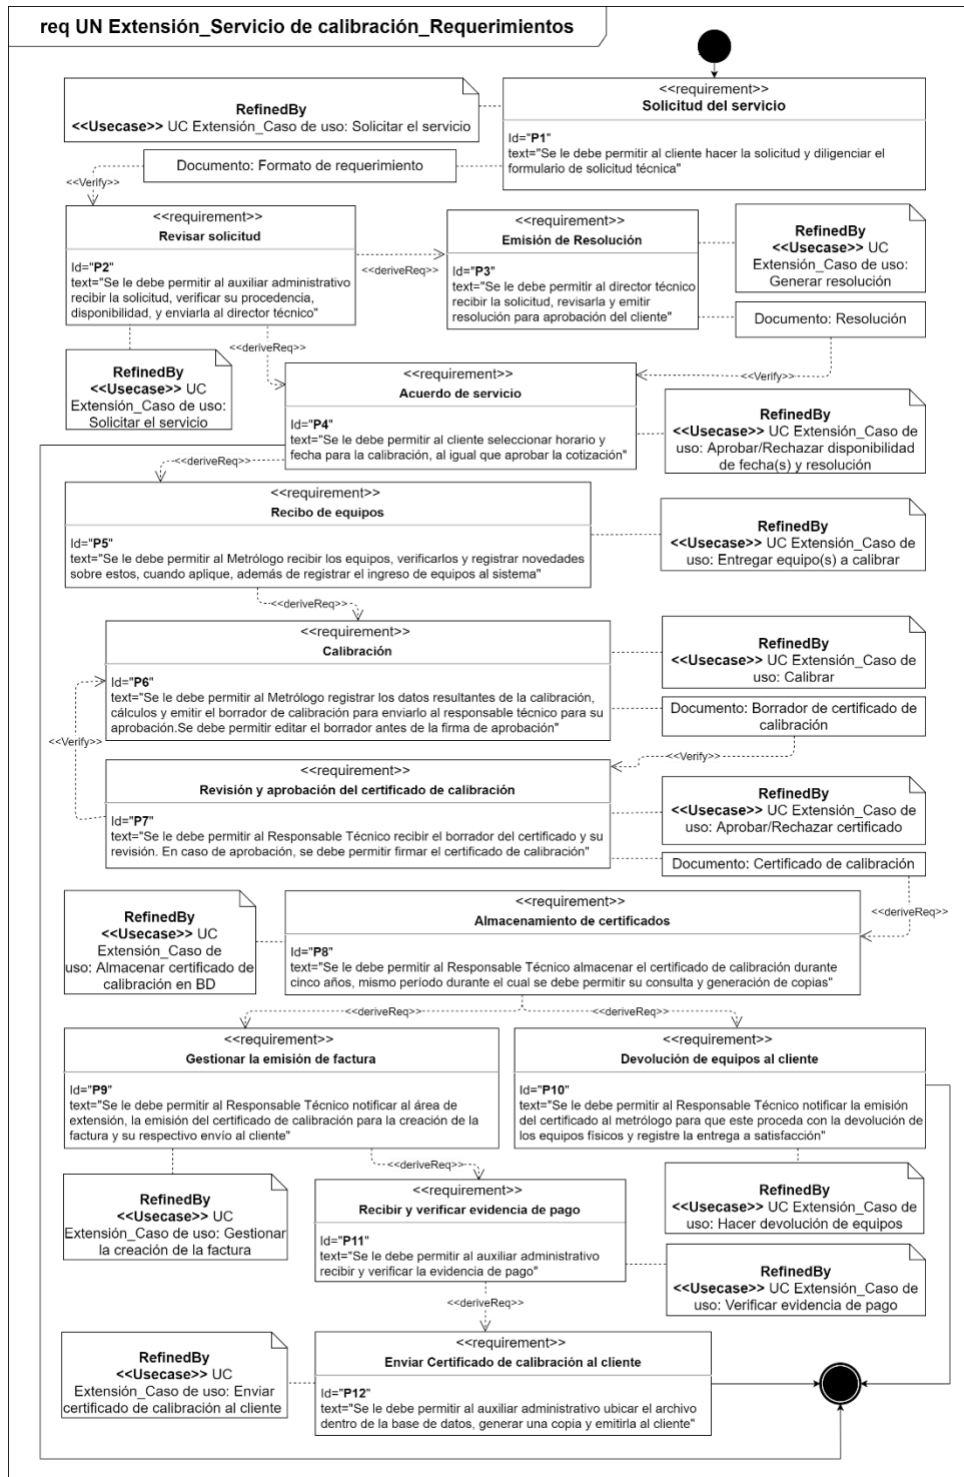 req UN Extensión_Servicio de calibración_Requerimientos
<<requirement>>
Solicitud del servicio
Id="P1"
text="Se le debe permitir al cliente hacer la solicitud y diligenciar el
formulario de solicitud técnica"
RefinedBy
<<Usecase>> UC Extensión_Caso de uso: Solicitar el servicio
Documento: Formato de requerimiento
<<Verify>>
<<requirement>>
Revisar solicitud
Id="P2"
text="Se le debe permitir al auxiliar administrativo
recibir la solicitud, verificar su procedencia,
disponibilidad, y enviarla al director técnico"
<<deriveReqt>>
<<requirement>>
Emisión de Resolución
Id="P3"
text="Se le debe permitir al director técnico
recibir la solicitud, revisarla y emitir
resolución para aprobación del cliente"
RefinedBy
<<Usecase>> UC
Extensión_Caso de uso:
Generar resolución
Documento: Resolución
<<deriveReq>>
<<Verify>>
RefinedBy
<<Usecase>> UC
Extensión_Caso de uso:
Solicitar el servicio
<<requirement>>
Acuerdo de servicio
Id="P4"
text="Se le debe permitir al cliente seleccionar horario y
fecha para la calibración, al igual que aprobar la cotización"
RefinedBy
<<Usecase>> UC Extensión_Caso de
uso: Aprobar/Rechazar disponibilidad
de fecha(s) y resolución
<<deriveReq>>
<<requirement>>
Recibo de equipos
Id="P5"
text="Se le debe permitir al Metrólogo recibir los equipos, verificarlos y registrar novedades
sobre estos, cuando aplique, además de registrar el ingreso de equipos al sistema"
RefinedBy
<<Usecase>> UC Extensión_Caso de
uso: Entregar equipo(s) a calibrar
<<deriveReq>>
<<requirement>>
Calibración
Id="P6"
text="Se le debe permitir al Metrólogo registrar los datos resultantes de la calibración,
cálculos y emitir el borrador de calibración para enviarlo al responsable técnico para su
aprobación.Se debe permitir editar el borrador antes de la firma de aprobación"
RefinedBy
<<Usecase>> UC Extensión_Caso de
uso: Calibrar
Documento: Borrador de certificado de
calibración
<<Verify>>
<<Verify>>
<<requirement>>
Revisión y aprobación del certificado de calibración
Id="P7"
text="Se le debe permitir al Responsable Técnico recibir el borrador del certificado y su
revisión. En caso de aprobación, se debe permitir firmar el certificado de calibración"
RefinedBy
<<Usecase>> UC Extensión_Caso de
uso: Aprobar/Rechazar certificado
Documento: Certificado de calibración
<<deriveReq>>
<<requirement>>
Almacenamiento de certificados
Id="P8"
text="Se le debe permitir al Responsable Técnico almacenar el certificado de calibración durante
cinco años, mismo período durante el cual se debe permitir su consulta y generación de copias"
RefinedBy
<<Usecase>> UC
Extensión_Caso de
uso: Almacenar certificado de
calibración en BD
<<deriveReq>>
<<deriveReq>>
<<requirement>>
Gestionar la emisión de factura
Id="P9"
text="Se le debe permitir al Responsable Técnico notificar al área de
extensión, la emisión del certificado de calibración para la creación de la
factura y su respectivo envío al cliente"
<<requirement>>
Devolución de equipos al cliente
Id="P10"
text="Se le debe permitir al Responsable Técnico notificar la emisión
del certificado al metrólogo para que este proceda con la devolución de
los equipos físicos y registre la entrega a satisfacción"
<<deriveReq>>
RefinedBy
<<Usecase>> UC
Extensión_Caso de uso: Gestionar
la creación de la factura
<<requirement>>
Recibir y verificar evidencia de pago
Id="P11"
text="Se le debe permitir al auxiliar administrativo
recibir y verificar la evidencia de pago"
RefinedBy
<<Usecase>> UC Extensión_Caso de
uso: Hacer devolución de equipos
RefinedBy
<<Usecase>> UC Extensión_Caso de
uso: Verificar evidencia de pago
<<deriveReq>>
<<requirement>>
Enviar Certificado de calibración al cliente
Id="P12"
text="Se le debe permitir al auxiliar administrativo ubicar el archivo
dentro de la base de datos, generar una copia y emitirla al cliente"
RefinedBy
<<Usecase>> UC
Extensión_Caso de uso: Enviar
certificado de calibración al cliente